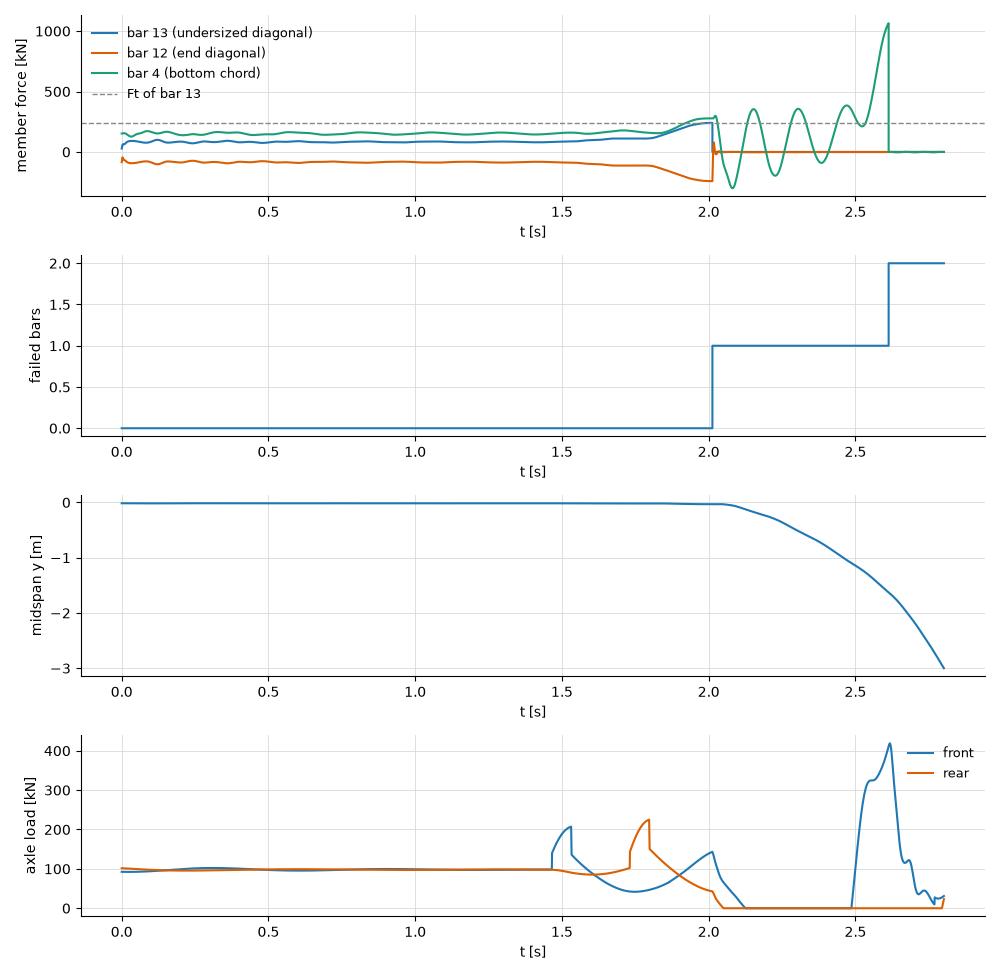 member force [kN]
1000
500
0
bar 13 (undersized diagonal)
bar 12 (end diagonal)
bar 4 (bottom chord)
Ft of bar 13
0.0 0.5 1.0 1.5 2.0 2.5
t [s]
failed bars
2.0
1.5
1.0
0.5
0.0
0.0 0.5 1.0 1.5 2.0 2.5
t [s]
midspan y [m]
0
−1
−2
−3
0.0 0.5 1.0 1.5 2.0 2.5
t [s]
axle load [kN]
400
300
200
100
0
front
rear
0.0 0.5 1.0 1.5 2.0 2.5
t [s]